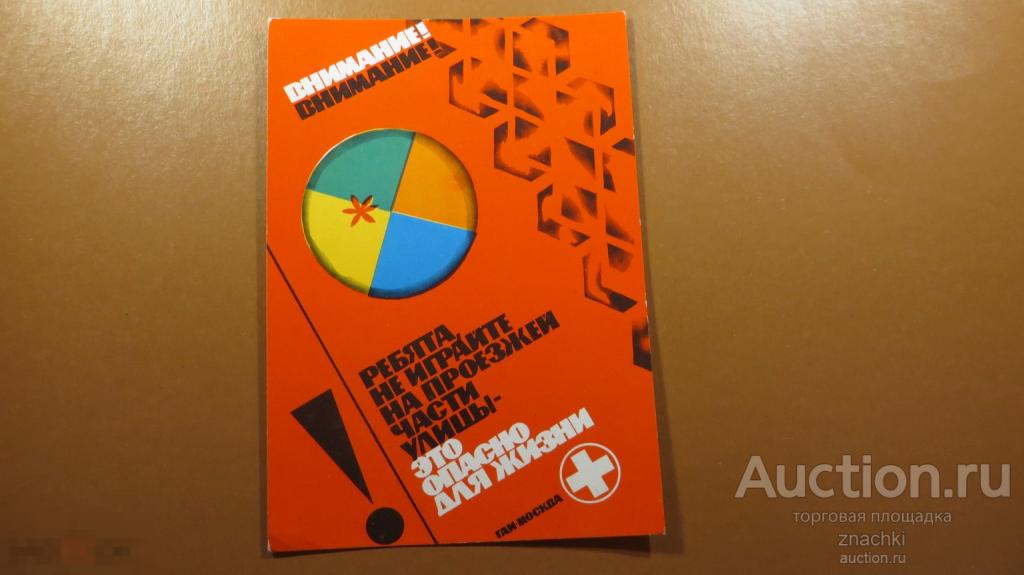 ВНИМАНИЕ!
ВНИМАНИЕ!
РЕБЯТА,
НЕ ИГРАЙТЕ
НА ПРОЕЗЖЕЙ
ЧАСТИ
УЛИЦЫ-
ЭТО
ОПАСНО
ДЛЯ ЖИЗНИ
ГАИ·МОСКВА
Auction.ru
торговая площадка
znachki
auction.ru